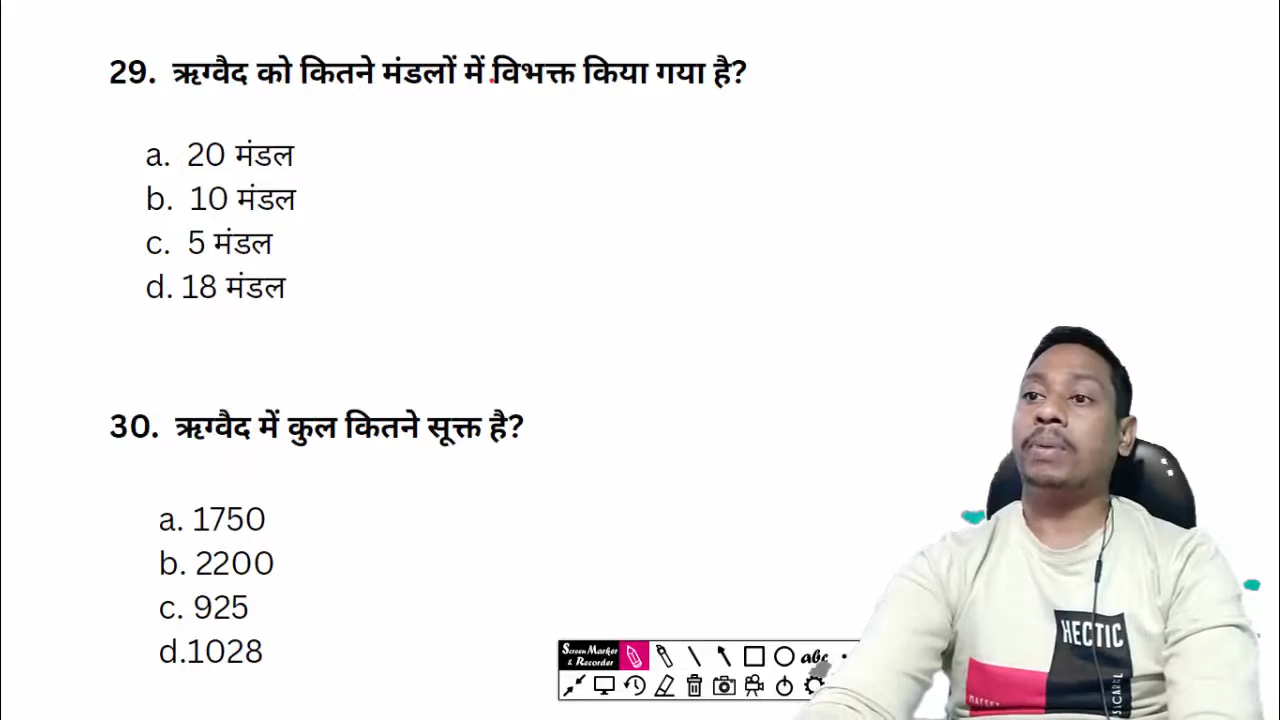 29. ऋग्वैद को कितने मंडलों में विभक्त किया गया है?
a. 20 मंडल
b. 10 मंडल
c. 5 मंडल
d. 18 मंडल
30. ऋग्वैद में कुल कितने सूक्त है?
a. 1750
b. 2200
c. 925
d.1028
Screen Marker
& Recorder
abc
HECTIC